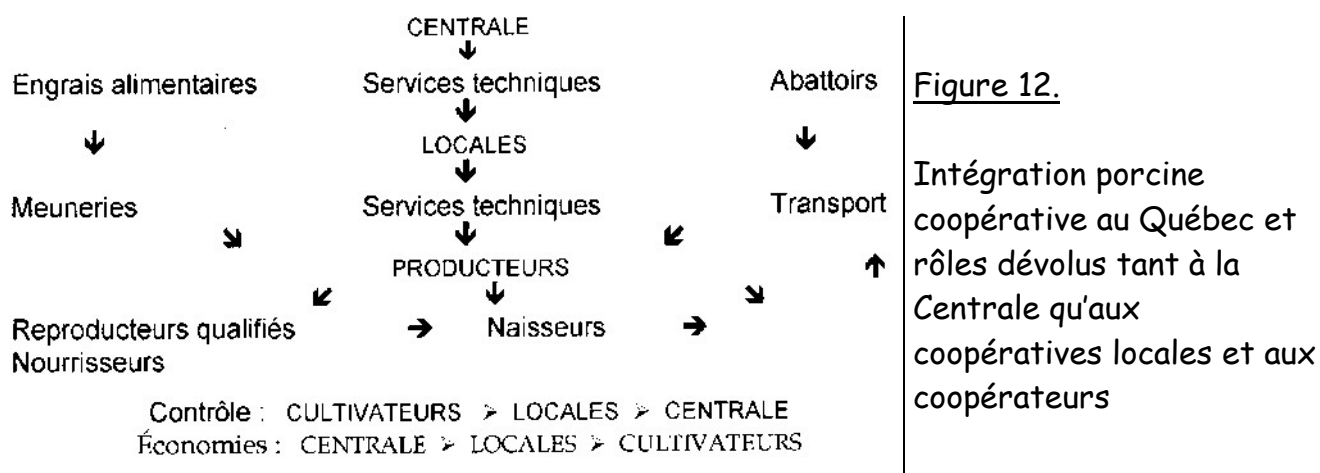 CENTRALE
Engrais alimentaires Services techniques Abattoirs
LOCALES
Meuneries Services techniques Transport
PRODUCTEURS
Reproducteurs qualifiés Naisseurs
Nourrisseurs
Contrôle : CULTIVATEURS ➢ LOCALES ➢ CENTRALE
Économies : CENTRALE ➢ LOCALES ➢ CULTIVATEURS
Figure 12.
Intégration porcine
coopérative au Québec et
rôles dévolus tant à la
Centrale qu'aux
coopératives locales et aux
coopérateurs